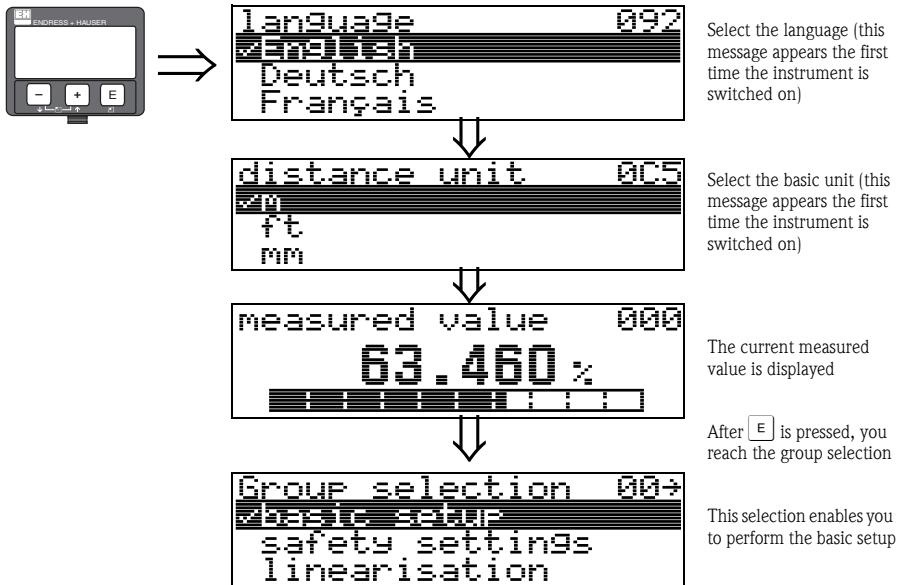 EH ENDRESS + HAUSER
- + E
language 092
✓English
Deutsch
Français
Select the language (this
message appears the first
time the instrument is
switched on)
distance unit 0C5
✓m
ft
mm
Select the basic unit (this
message appears the first
time the instrument is
switched on)
measured value 000
63.460 %
The current measured
value is displayed
After E is pressed, you
reach the group selection
Group selection 00→
✓basic setup
safety settings
linearisation
This selection enables you
to perform the basic setup